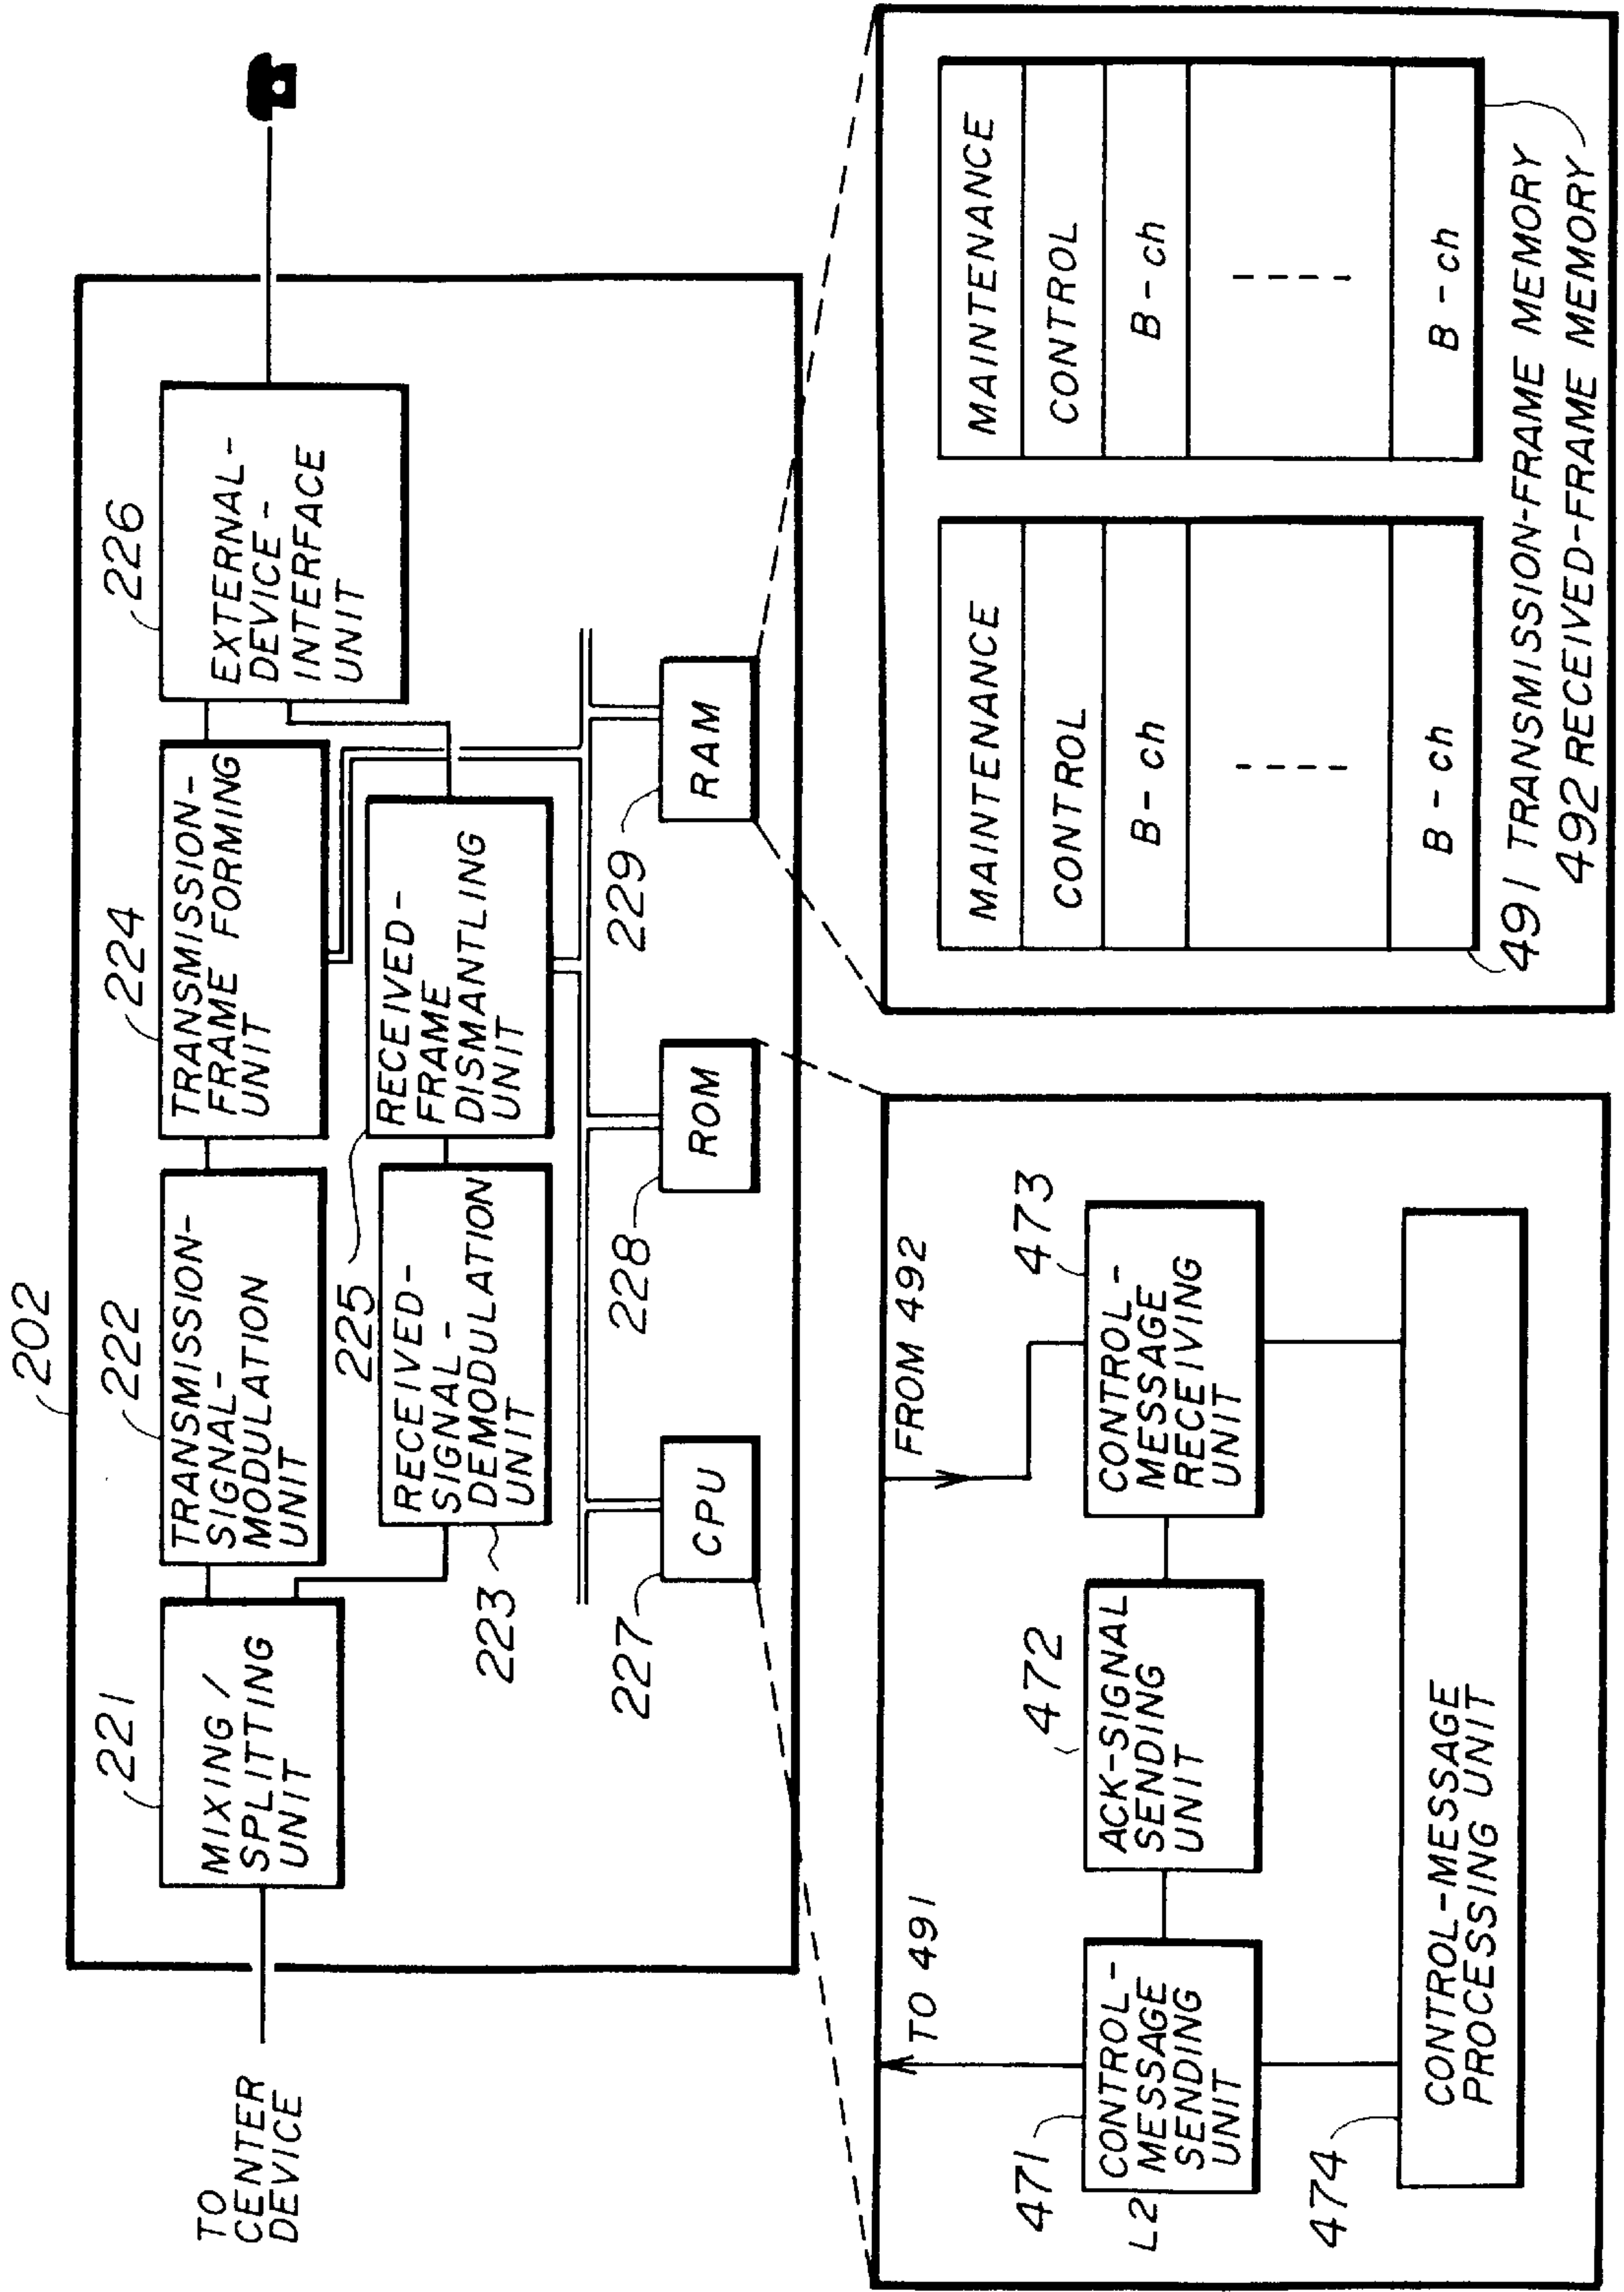 202
221
MIXING /
SPLITTING
UNIT
222
TRANSMISSION-
SIGNAL-
MODULATION
UNIT
224
TRANSMISSION-
FRAME FORMING
UNIT
226
EXTERNAL-
DEVICE-
INTERFACE
UNIT
TO
CENTER
DEVICE
223
RECEIVED-
SIGNAL-
DEMODULATION
UNIT
225
RECEIVED-
FRAME
DISMANTLING
UNIT
227
CPU
228
ROM
229
RAM
TO 491
FROM 492
471
CONTROL-
MESSAGE
SENDING
UNIT
L2
472
ACK-SIGNAL
SENDING
UNIT
473
CONTROL-
MESSAGE
RECEIVING
UNIT
474
CONTROL-MESSAGE
PROCESSING UNIT
MAINTENANCE
CONTROL
B-ch
B-ch
MAINTENANCE
CONTROL
B-ch
B-ch
491 TRANSMISSION-FRAME MEMORY
492 RECEIVED-FRAME MEMORY